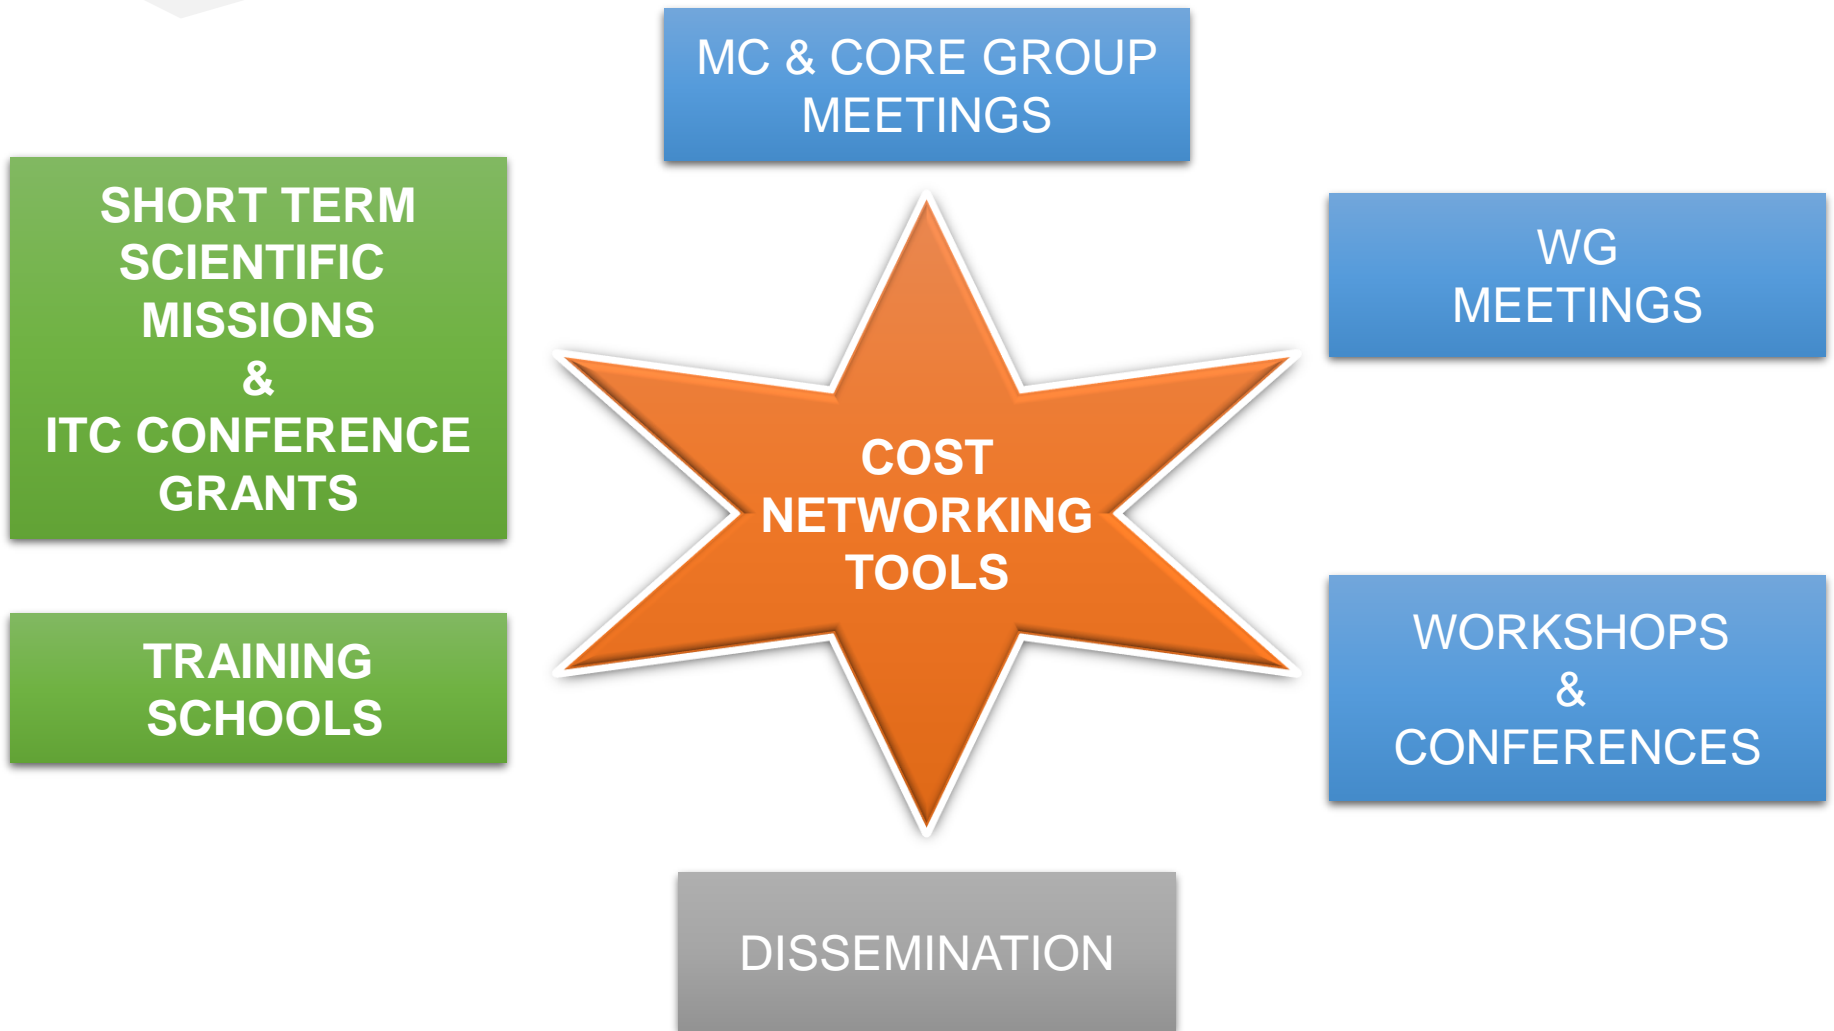 MC & CORE GROUP
MEETINGS
SHORT TERM
SCIENTIFIC
MISSIONS
&
ITC CONFERENCE
GRANTS
WG
MEETINGS
COST
NETWORKING
TOOLS
TRAINING
SCHOOLS
WORKSHOPS
&
CONFERENCES
DISSEMINATION